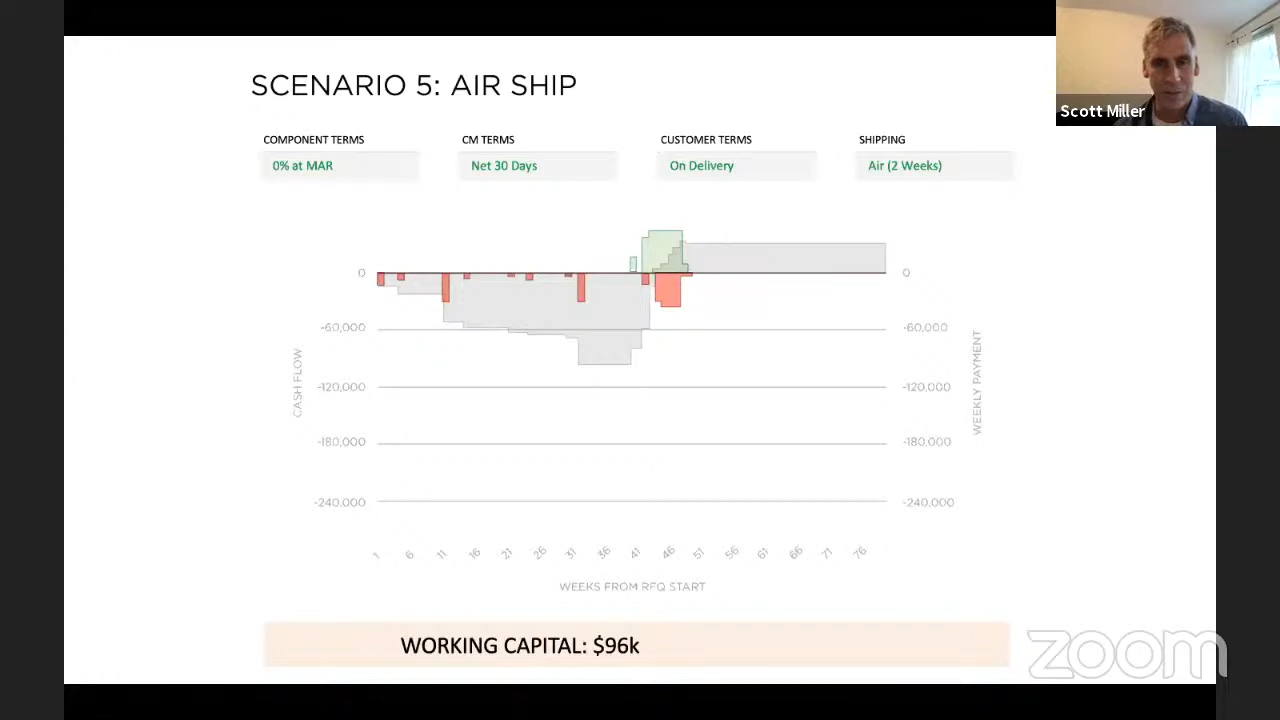 SCENARIO 5: AIR SHIP
Scott Miller
COMPONENT TERMS
CM TERMS
CUSTOMER TERMS
SHIPPING
0% at MAR
Net 30 Days
On Delivery
Air (2 Weeks)
0
-60,000
-120,000
-180,000
-240,000
CASH FLOW
0
-60,000
-120,000
-180,000
-240,000
WEEKLY PAYMENT
1 6 11 16 21 26 31 36 41 46 51 56 61 66 71 76
WEEKS FROM RFQ START
WORKING CAPITAL: $96k
zoom